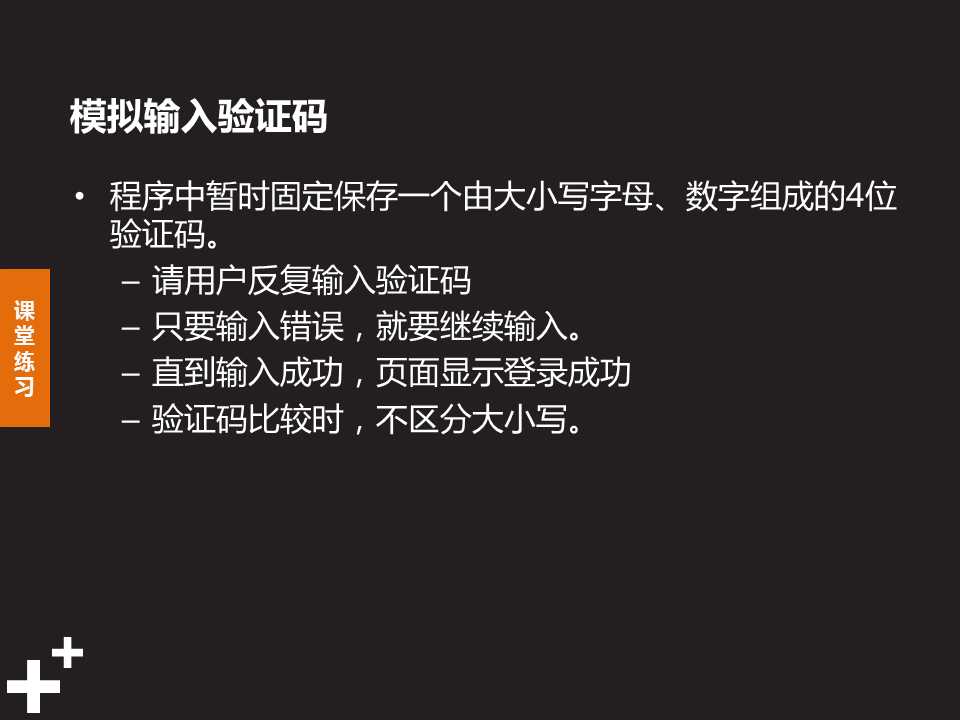 模拟输入验证码
• 程序中暂时固定保存一个由大小写字母、数字组成的4位
验证码。
– 请用户反复输入验证码
– 只要输入错误，就要继续输入。
– 直到输入成功，页面显示登录成功
– 验证码比较时，不区分大小写。
课
堂
练
习